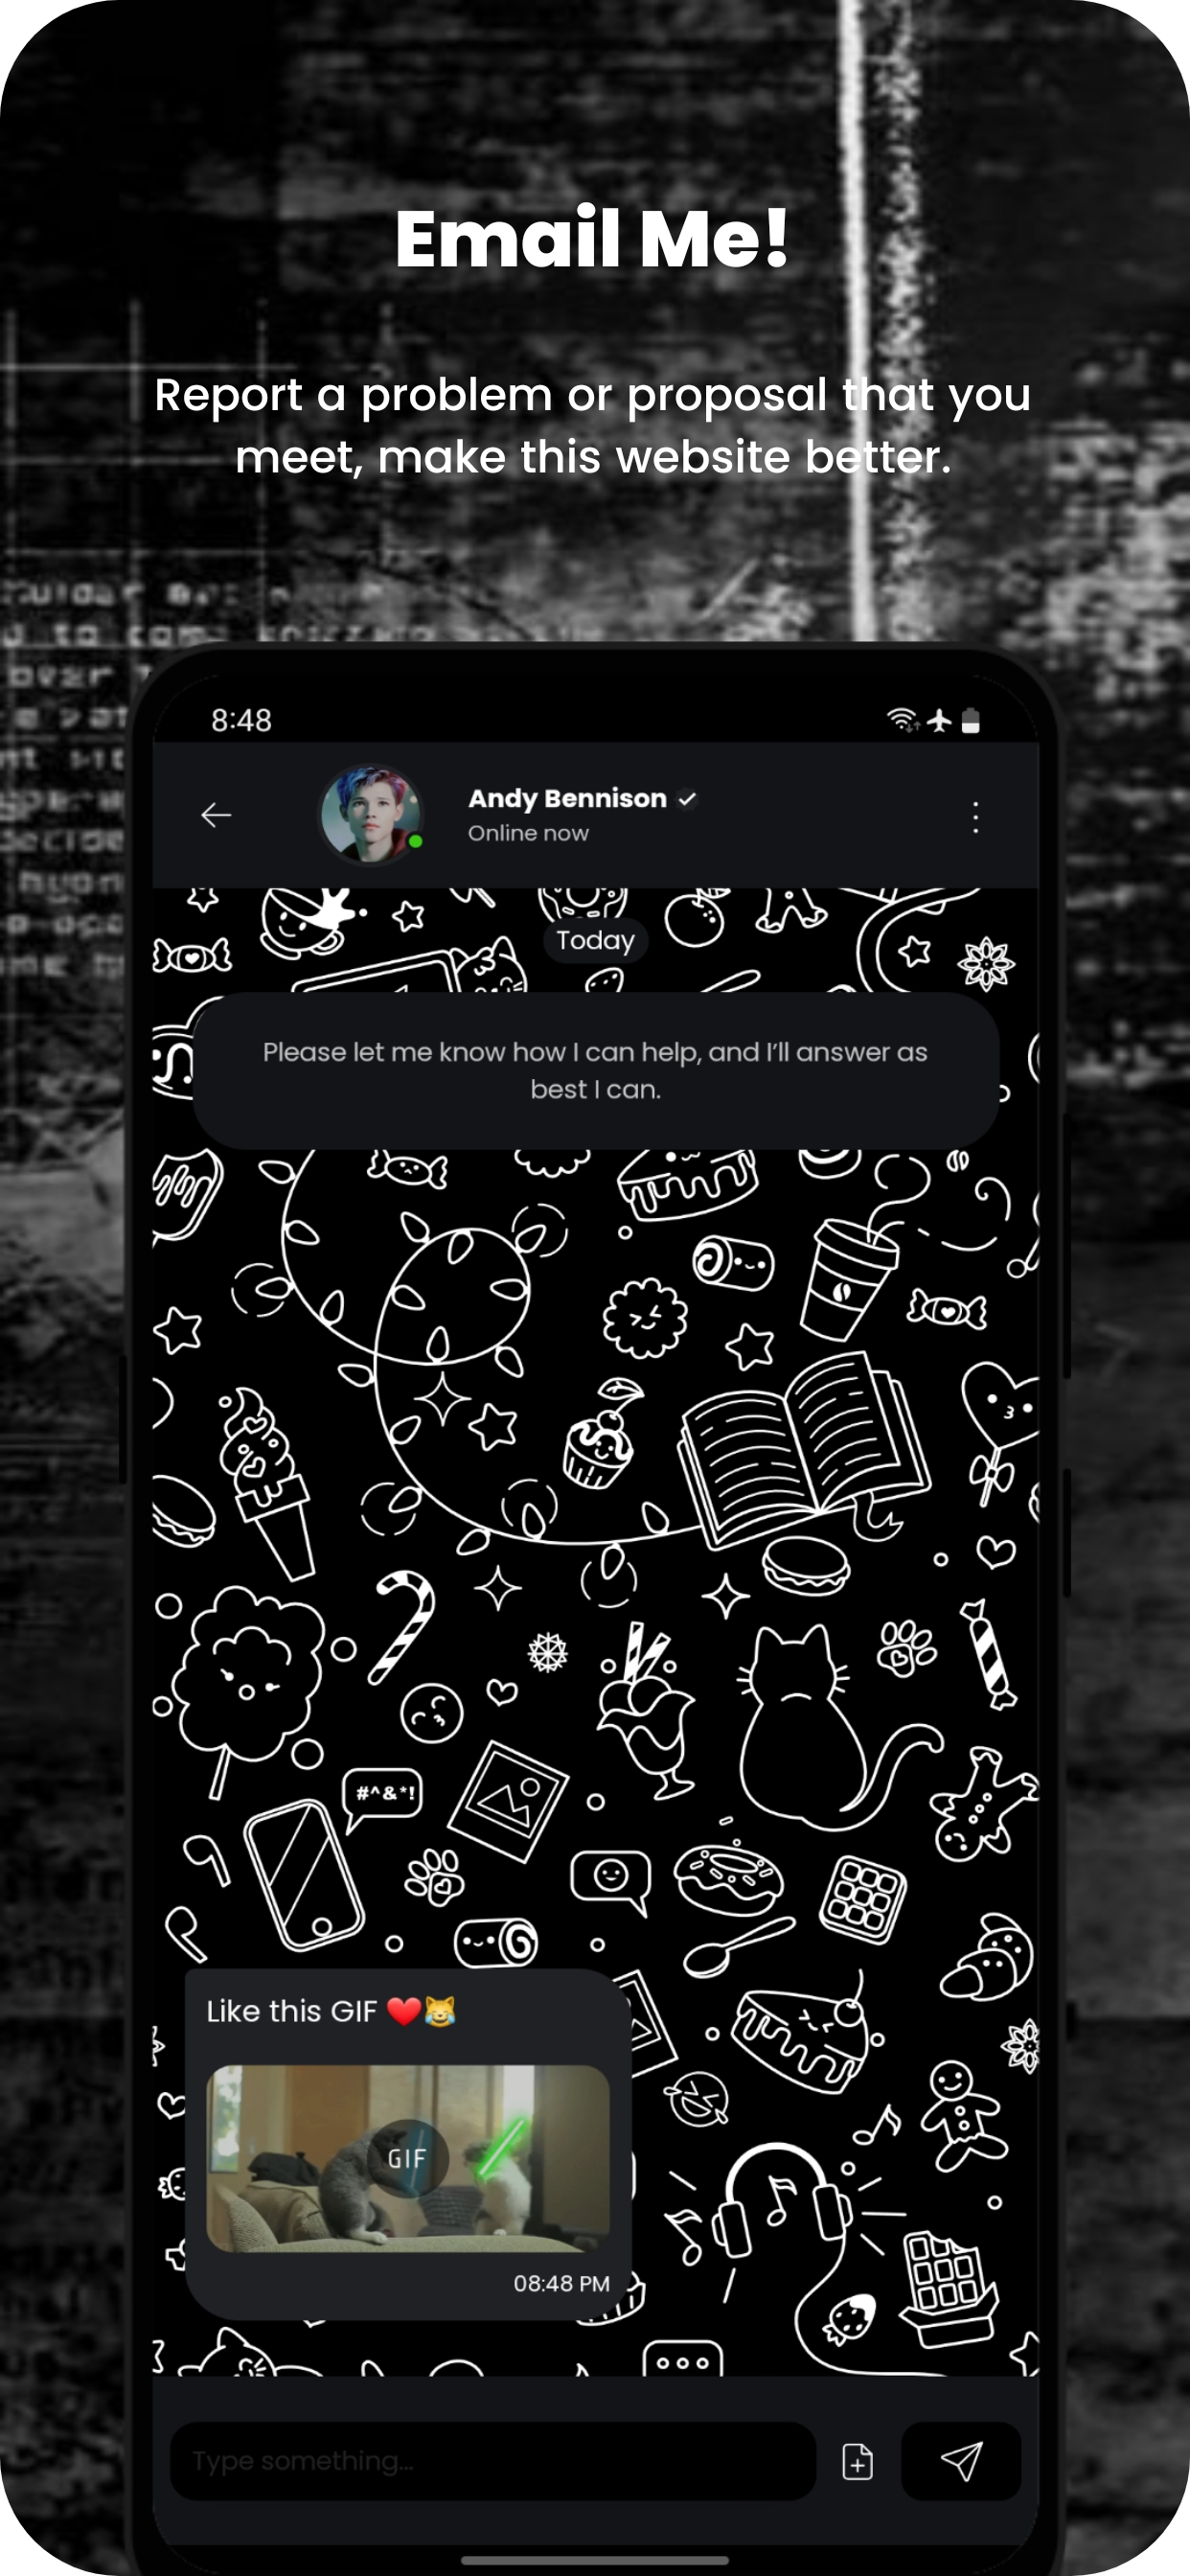 Email Me!
Report a problem or proposal that you
meet, make this website better.
8:48
Andy Bennison
Online now
Today
Please let me know how I can help, and I’ll answer as
best I can.
#^&*!
Like this GIF ❤️😹
GIF
08:48 PM
Type something...